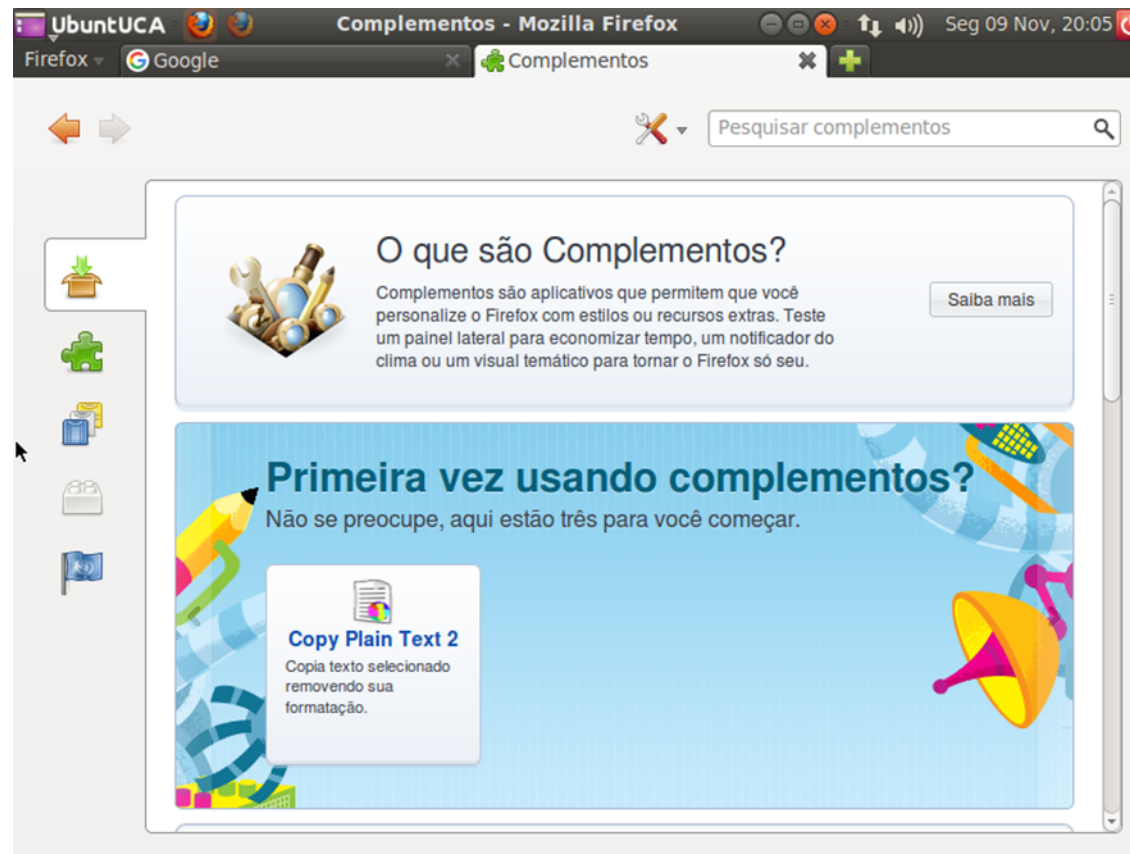 UbuntUCA Complementos - Mozilla Firefox Seg 09 Nov, 20:05
Firefox Google Complementos
Pesquisar complementos
O que são Complementos?
Complementos são aplicativos que permitem que você
personalize o Firefox com estilos ou recursos extras. Teste
um painel lateral para economizar tempo, um notificador do
clima ou um visual temático para tornar o Firefox só seu.
Saiba mais
Primeira vez usando complementos?
Não se preocupe, aqui estão três para você começar.
Copy Plain Text 2
Copia texto selecionado
removendo sua
formatação.